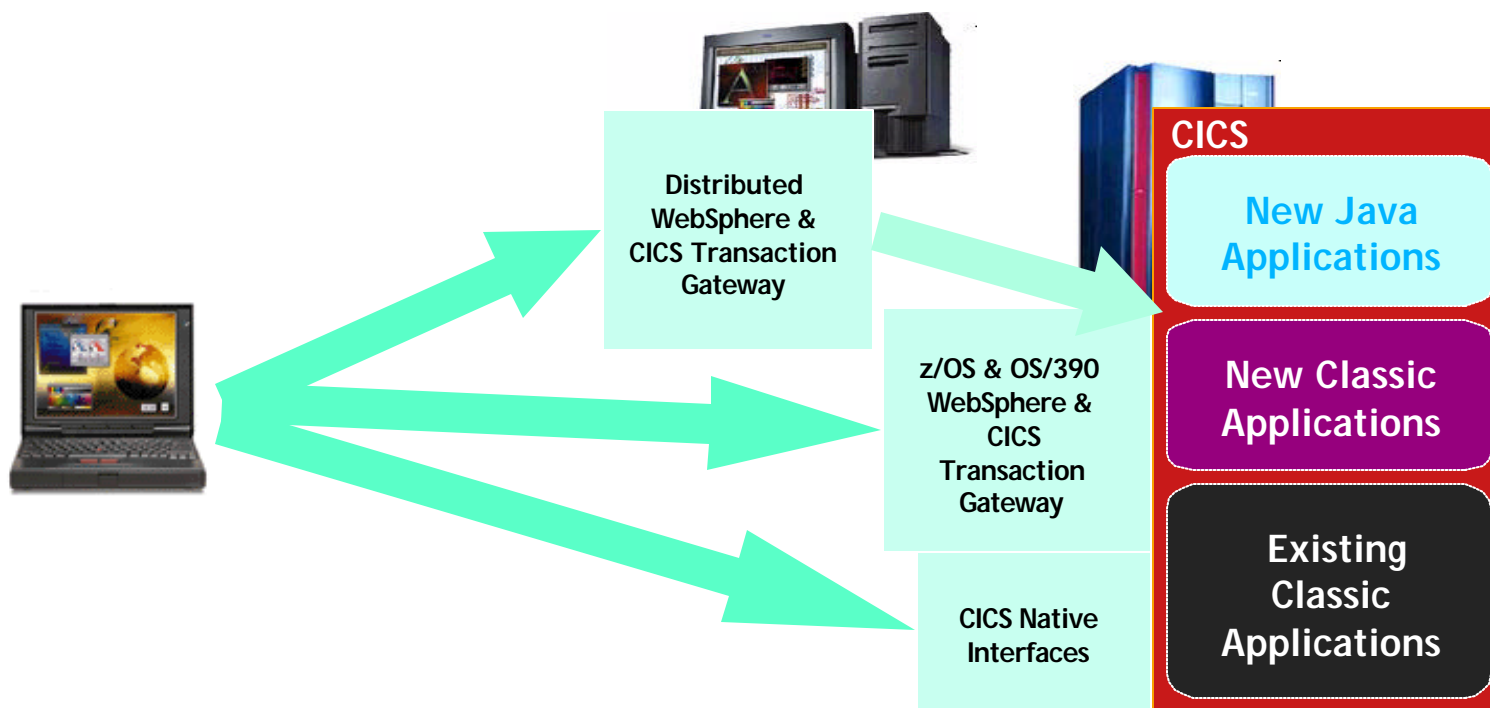 Distributed
WebSphere &
CICS Transaction
Gateway
CICS
New Java
Applications
z/OS & OS/390
WebSphere &
CICS
Transaction
Gateway
New Classic
Applications
CICS Native
Interfaces
Existing
Classic
Applications